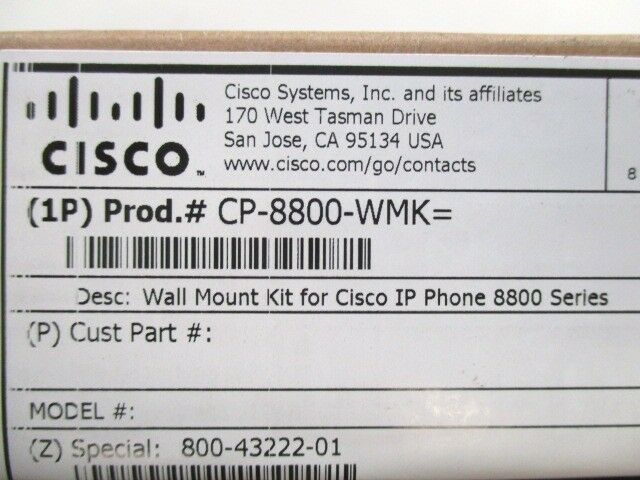 Cisco Systems, Inc. and its affiliates
170 West Tasman Drive
San Jose, CA 95134 USA
www.cisco.com/go/contacts
CISCO™
8
(1P) Prod.# CP-8800-WMK=
Desc: Wall Mount Kit for Cisco IP Phone 8800 Series
(P) Cust Part #:
MODEL #:
(Z) Special: 800-43222-01